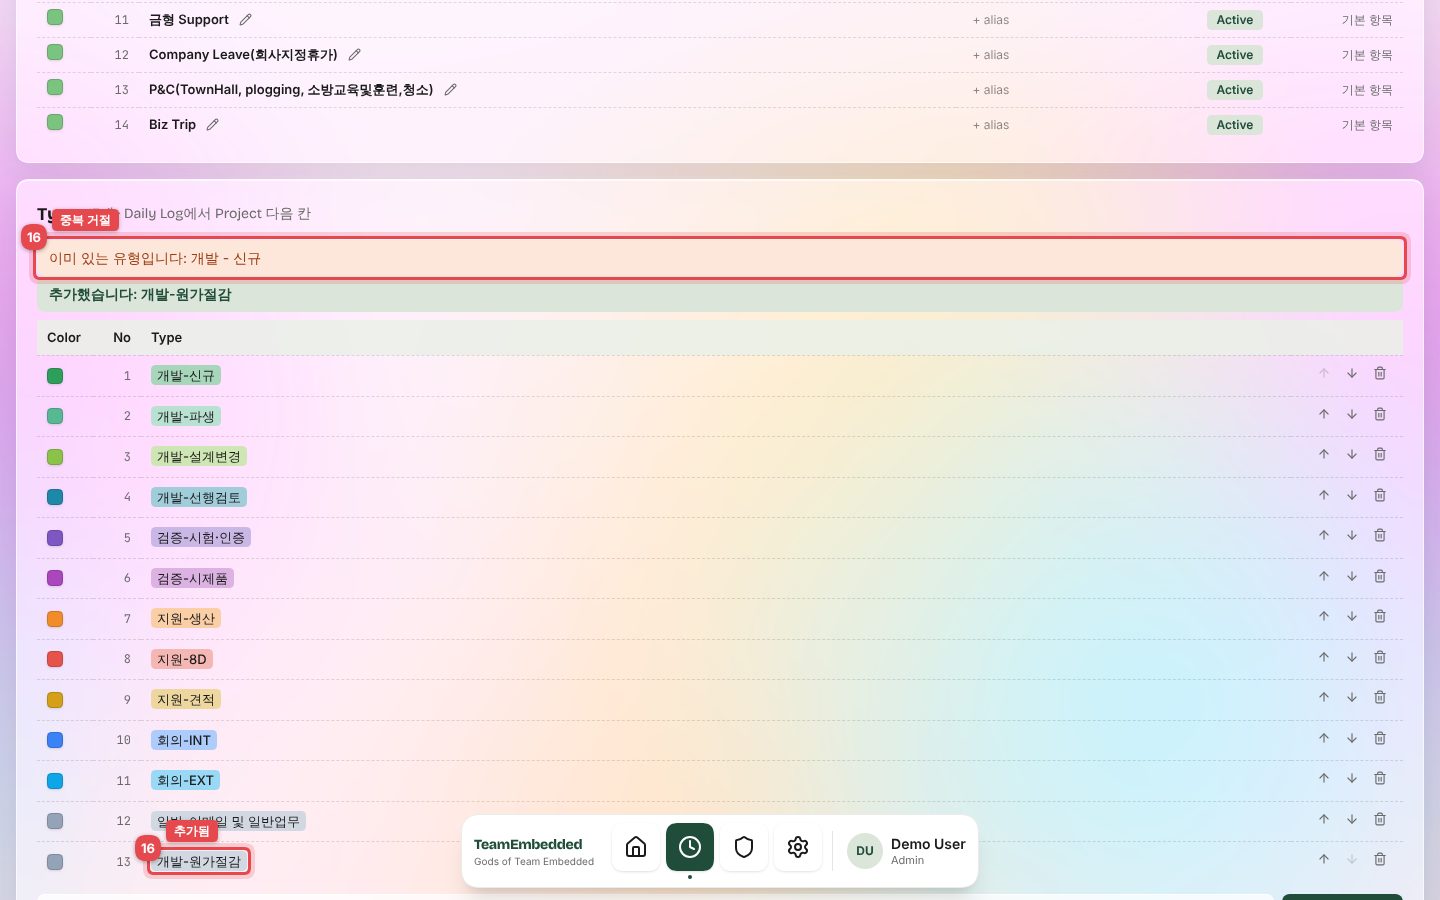 11 금형 Support + alias Active 기본 항목
12 Company Leave(회사지정휴가) + alias Active 기본 항목
13 P&C(TownHall, plogging, 소방교육및훈련,청소) + alias Active 기본 항목
14 Biz Trip + alias Active 기본 항목
중복 거절
Daily Log에서 Project 다음 칸
16
이미 있는 유형입니다: 개발 - 신규
추가했습니다: 개발-원가절감
Color No Type
1 개발-신규
2 개발-파생
3 개발-설계변경
4 개발-선행검토
5 검증-시험·인증
6 검증-시제품
7 지원-생산
8 지원-8D
9 지원-견적
10 회의-INT
11 회의-EXT
12 및 일반업무
추가됨
16
13 개발-원가절감
TeamEmbedded
Gods of Team Embedded
DU
Demo User
Admin